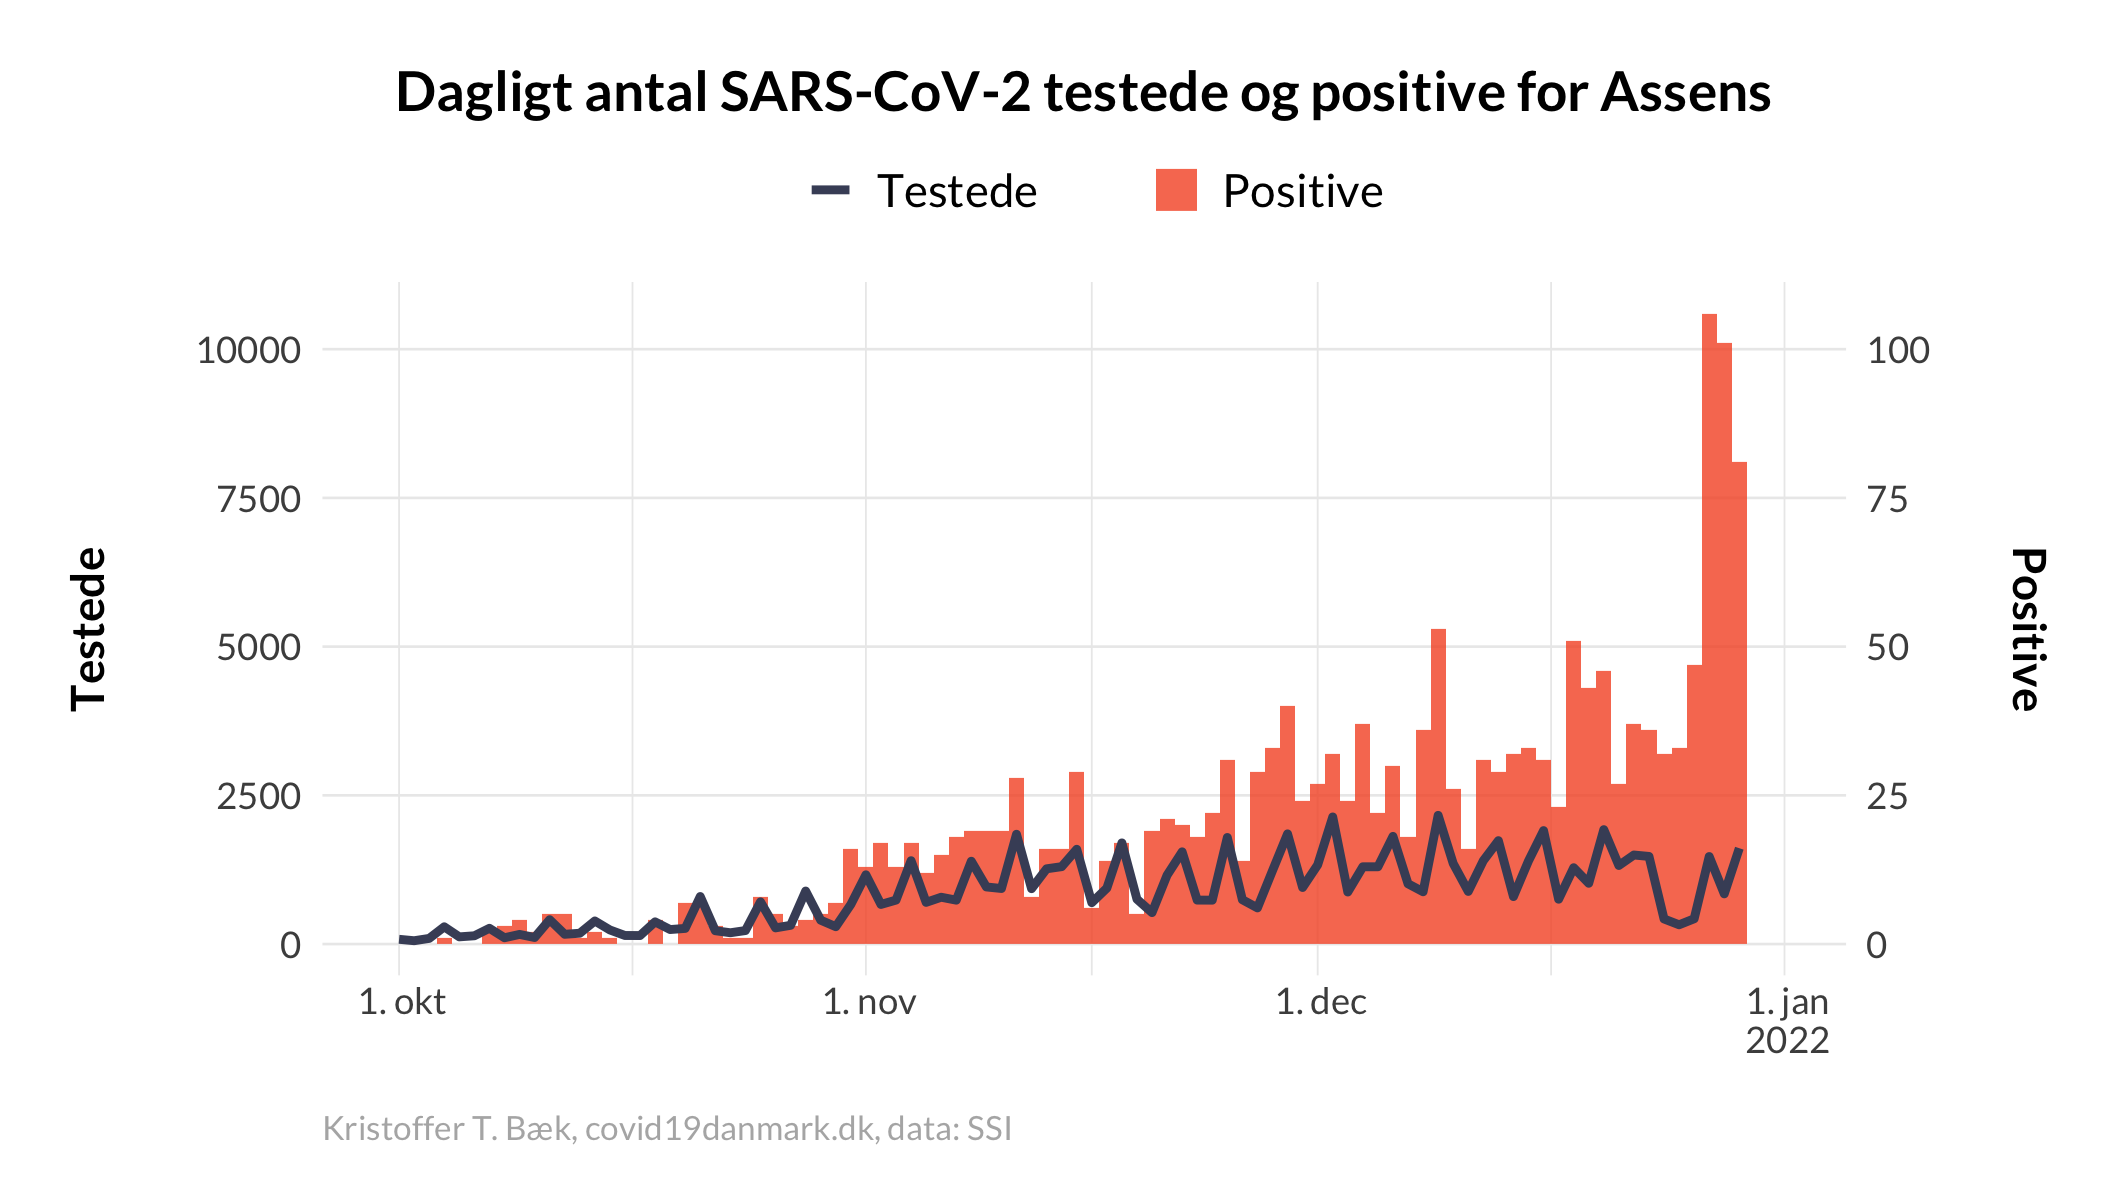 Dagligt antal SARS-CoV-2 testede og positive for Assens
Testede
Positive
10000
7500
5000
2500
0
Testede
100
75
50
25
0
Positive
1. okt
1. nov
1. dec
1. jan
2022
Kristoffer T. Bæk, covid19danmark.dk, data: SSI